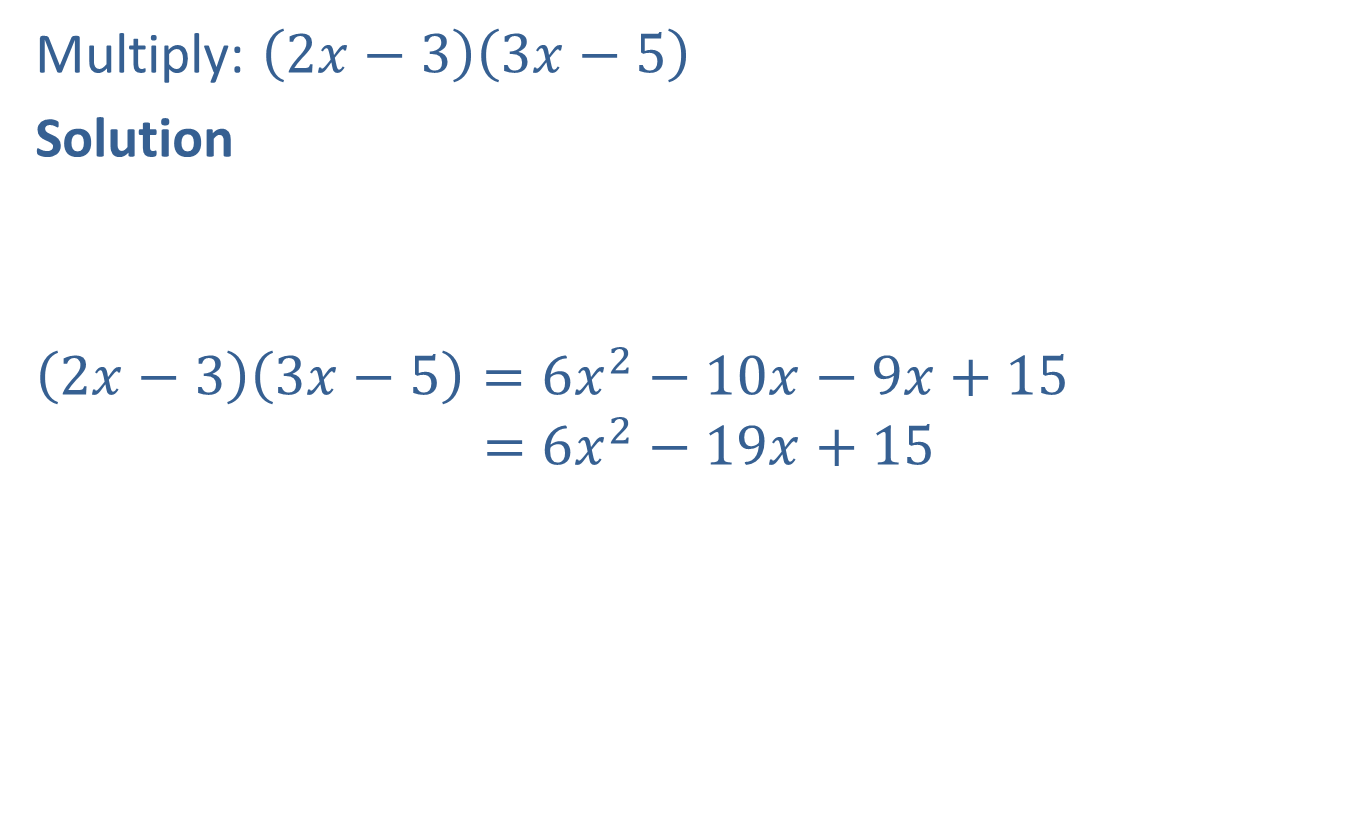 Multiply: (2x − 3)(3x − 5)
Solution
(2x − 3)(3x − 5) = 6x² − 10x − 9x + 15
= 6x² − 19x + 15